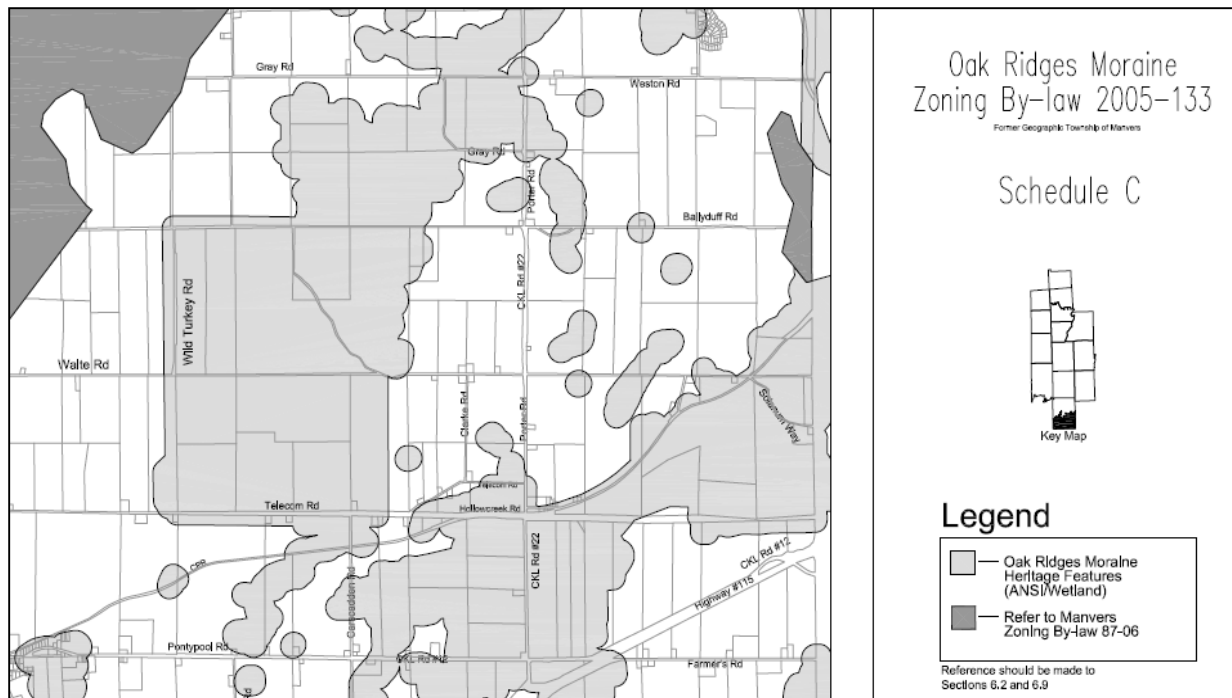 Gray Rd
Weston Rd
Gray Rd
Porter Rd
Ballyduff Rd
CKL Rd #22
Wild Turkey Rd
Walte Rd
Clarke Rd
Porter Rd
Solanum Way
Telecom Rd
Telecom Rd
Hollowcreek Rd
CPR
CKL Rd #22
CKL Rd #12
Highway #115
Carscadden Rd
Pontypool Rd
CKL Rd #12
Farmer's Rd
Oak Ridges Moraine
Zoning By-law 2005-133
Former Geographic Township of Manvers
Schedule C
Key Map
Legend
Oak Ridges Moraine
Heritage Features
(ANSI/Wetland)
Refer to Manvers
Zoning By-law 87-06
Reference should be made to
Sections 6.2 and 6.9